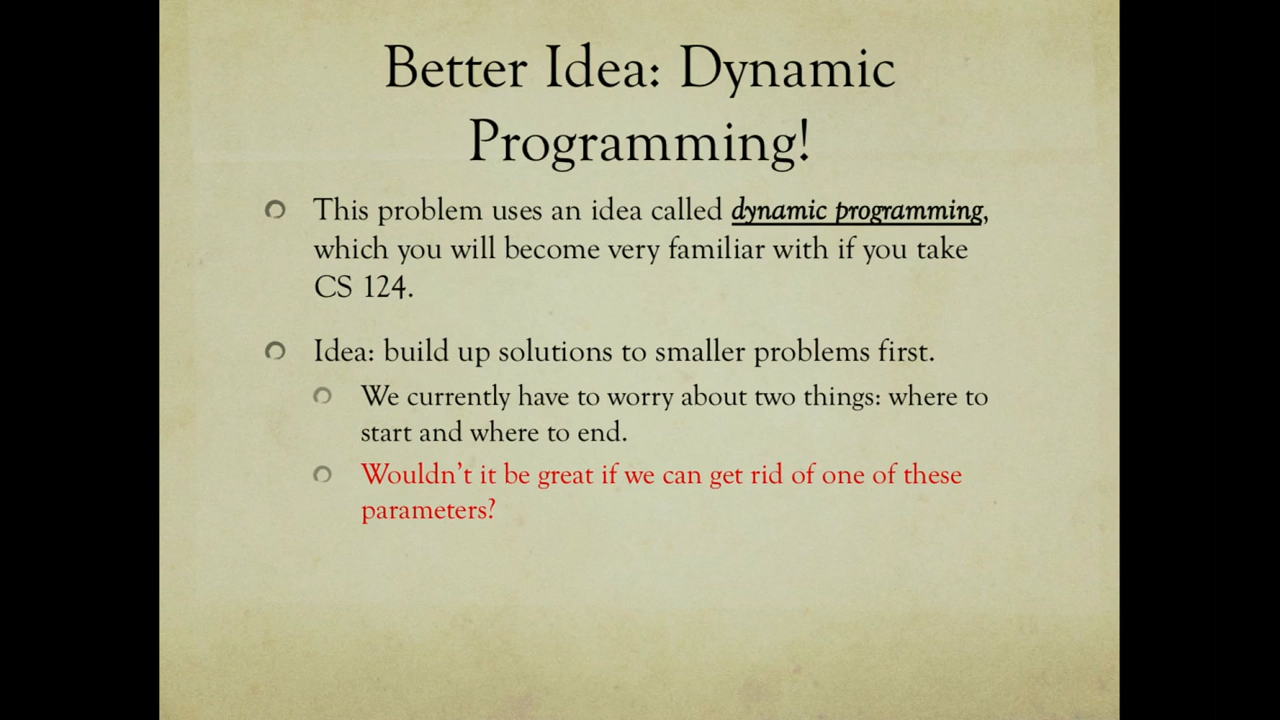 Better Idea: Dynamic
Programming!
This problem uses an idea called dynamic programming,
which you will become very familiar with if you take
CS 124.
Idea: build up solutions to smaller problems first.
We currently have to worry about two things: where to
start and where to end.
Wouldn’t it be great if we can get rid of one of these
parameters?